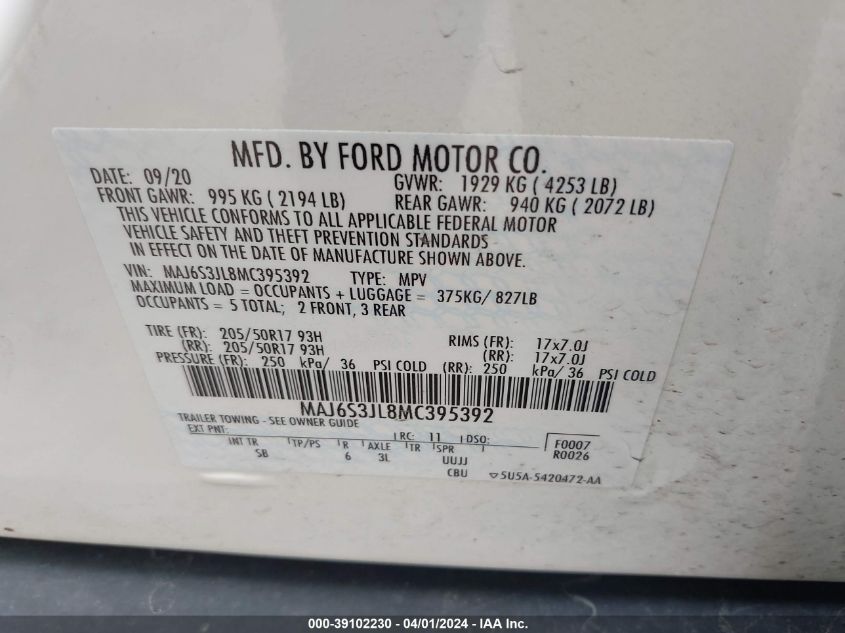 MFD. BY FORD MOTOR CO.
DATE: 09/20 GVWR: 1929 KG ( 4253 LB)
FRONT GAWR: 995 KG ( 2194 LB) REAR GAWR: 940 KG ( 2072 LB)
THIS VEHICLE CONFORMS TO ALL APPLICABLE FEDERAL MOTOR
VEHICLE SAFETY AND THEFT PREVENTION STANDARDS
IN EFFECT ON THE DATE OF MANUFACTURE SHOWN ABOVE.
VIN: MAJ6S3JL8MC395392 TYPE: MPV
MAXIMUM LOAD = OCCUPANTS + LUGGAGE = 375KG/ 827LB
OCCUPANTS = 5 TOTAL; 2 FRONT, 3 REAR
TIRE (FR): 205/50R17 93H RIMS (FR): 17x7.0J
(RR): 205/50R17 93H (RR): 17x7.0J
PRESSURE (FR): 250 kPa/ 36 PSI COLD (RR): 250 kPa/ 36 PSI COLD
MAJ6S3JL8MC395392
TRAILER TOWING - SEE OWNER GUIDE
EXT PNT: RC: 11 DSO: F0007
INT TR TP/PS R AXLE TR SPR R0026
SB 6 3L UUJJ
CBU 5U5A-5420472-AA
000-39102230 - 04/01/2024 - IAA Inc.